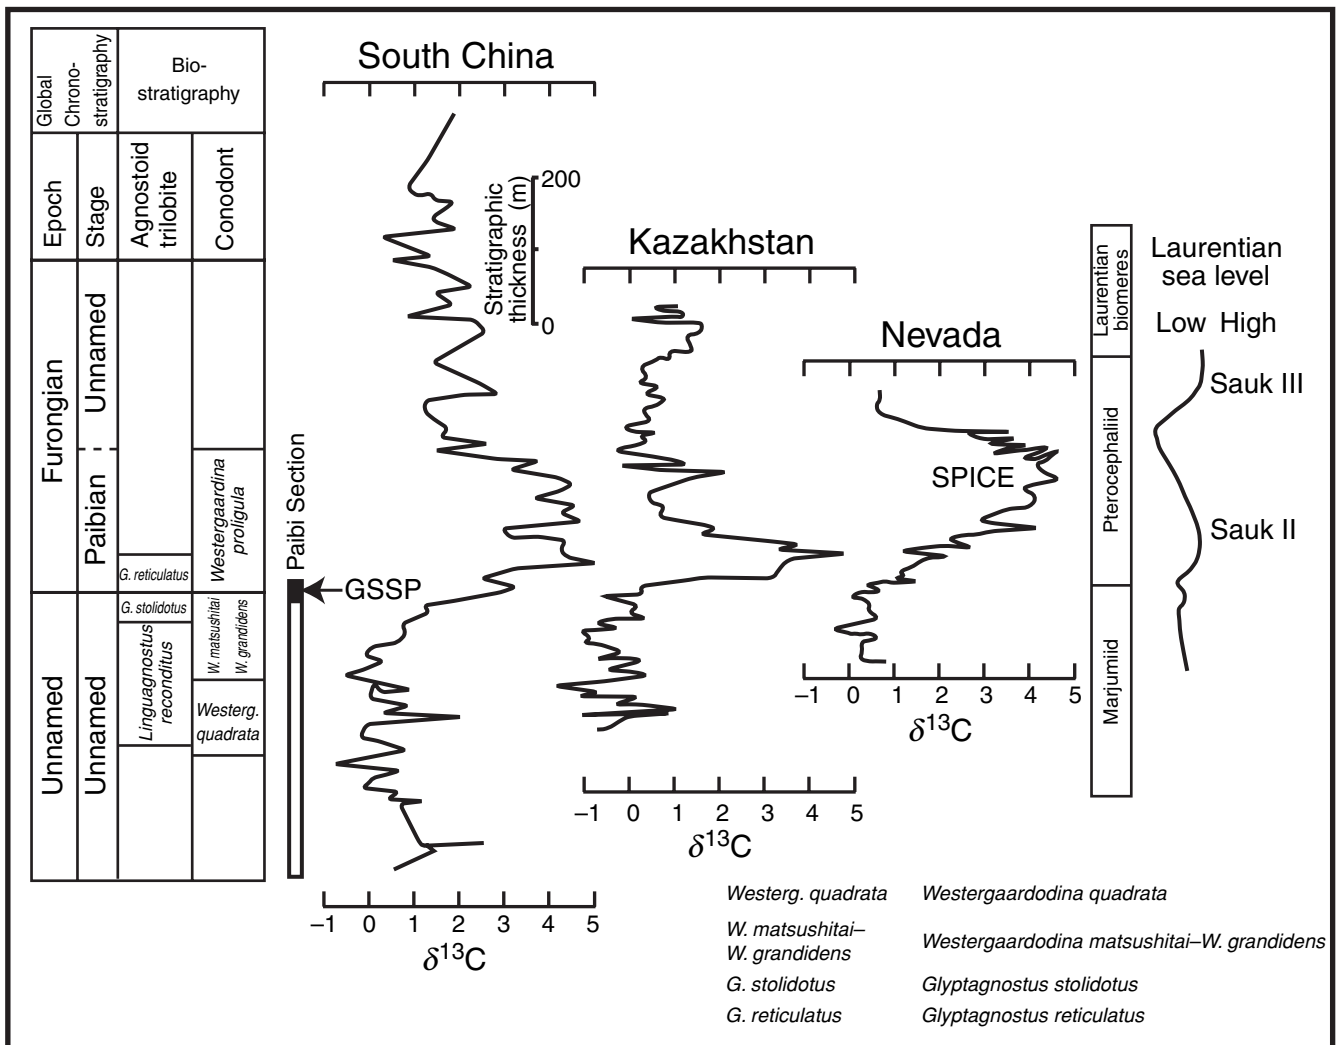 Global
Chrono-
stratigraphy
Bio-
stratigraphy
Epoch
Stage
Agnostoid
trilobite
Conodont
Furongian
Unnamed
Paibian
Unnamed
Unnamed
G. reticulatus
G. stolidotus
Linguagnostus
reconditus
Westergaardina
proligula
W. matsushitai
W. grandidens
Westerg.
quadrata
Paibi Section
GSSP
South China
–1 0 1 2 3 4 5
δ13C
Stratigraphic
thickness (m)
200
0
Kazakhstan
–1 0 1 2 3 4 5
δ13C
Nevada
SPICE
–1 0 1 2 3 4 5
δ13C
Laurentian
biomeres
Pterocephaliid
Marjumiid
Laurentian
sea level
Low High
Sauk III
Sauk II
Westerg. quadrata Westergaardodina quadrata
W. matsushitai–
W. grandidens Westergaardodina matsushitai–W. grandidens
G. stolidotus Glyptagnostus stolidotus
G. reticulatus Glyptagnostus reticulatus